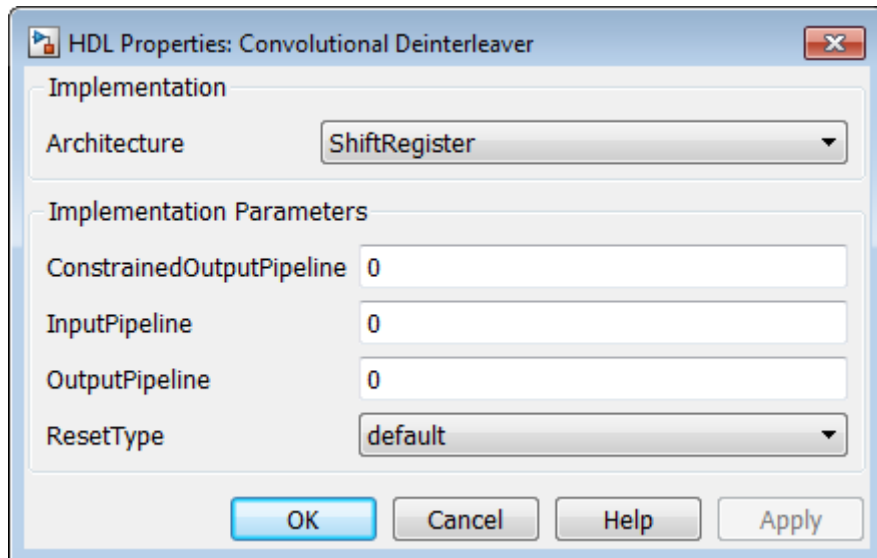 HDL Properties: Convolutional Deinterleaver
Implementation
Architecture ShiftRegister
Implementation Parameters
ConstrainedOutputPipeline 0
InputPipeline 0
OutputPipeline 0
ResetType default
OK Cancel Help Apply